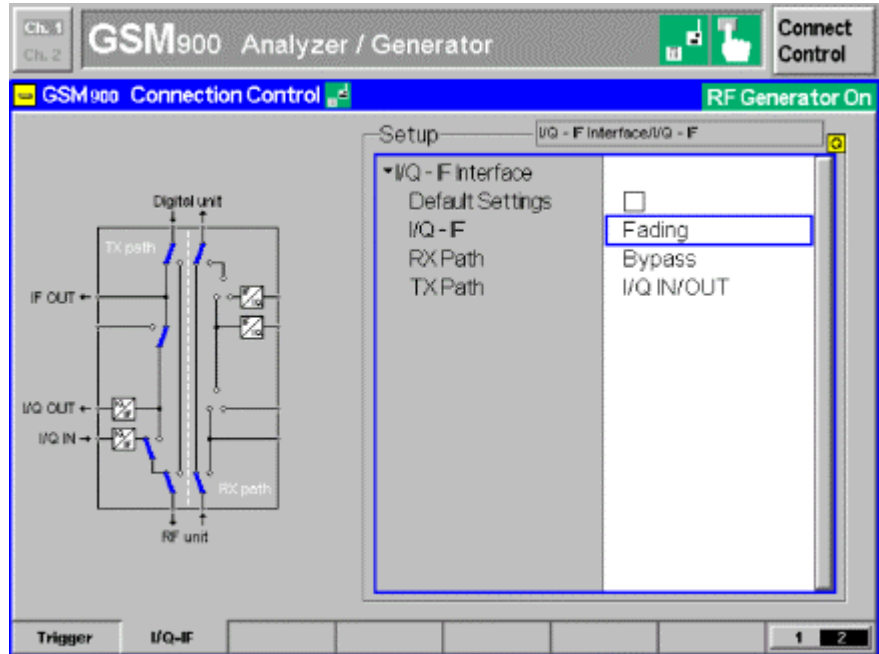 Ch. 1
Ch. 2
GSM900 Analyzer / Generator
Connect
Control
GSM 900 Connection Control
RF Generator On
Setup
I/Q - IF Interface/I/Q - IF
I/Q - IF Interface
Default Settings
I/Q - IF
Fading
RX Path
Bypass
TX Path
I/Q IN/OUT
Digital unit
TX path
IF OUT
I/Q OUT
I/Q IN
RX path
RF unit
Trigger
I/Q-IF
1 2